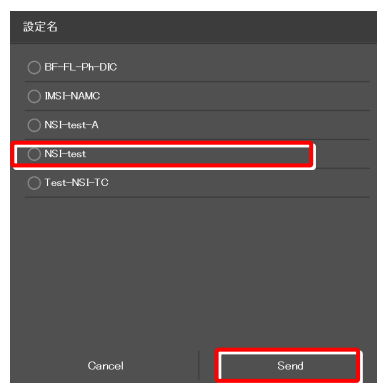 設定名
BF-FL-Ph-DIC
IMSI-NAMC
NSI-test-A
NSI-test
Test-NSI-TC
Cancel
Send